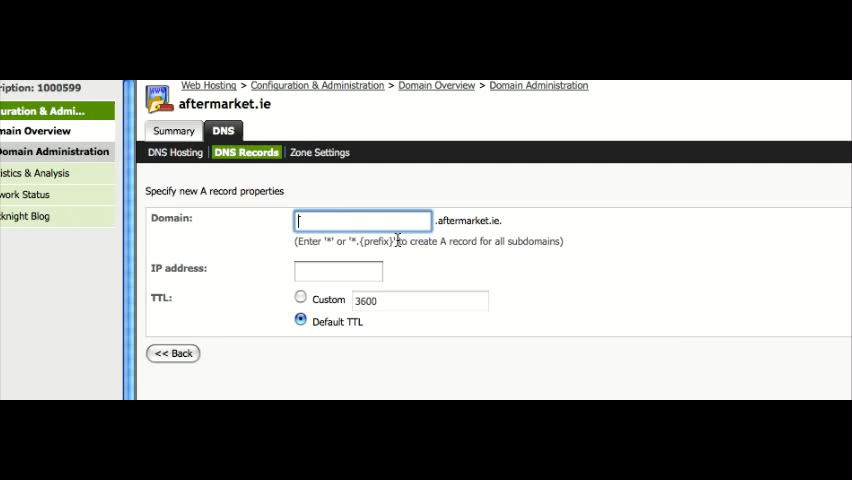 ription: 1000599
Web Hosting > Configuration & Administration > Domain Overview > Domain Administration
aftermarket.ie
uration & Admi...
main Overview
Domain Administration
istics & Analysis
work Status
cknight Blog
Summary DNS
DNS Hosting DNS Records Zone Settings
Specify new A record properties
Domain: .aftermarket.ie.
(Enter '*' or '*.{prefix}' to create A record for all subdomains)
IP address:
TTL: Custom 3600
Default TTL
<< Back